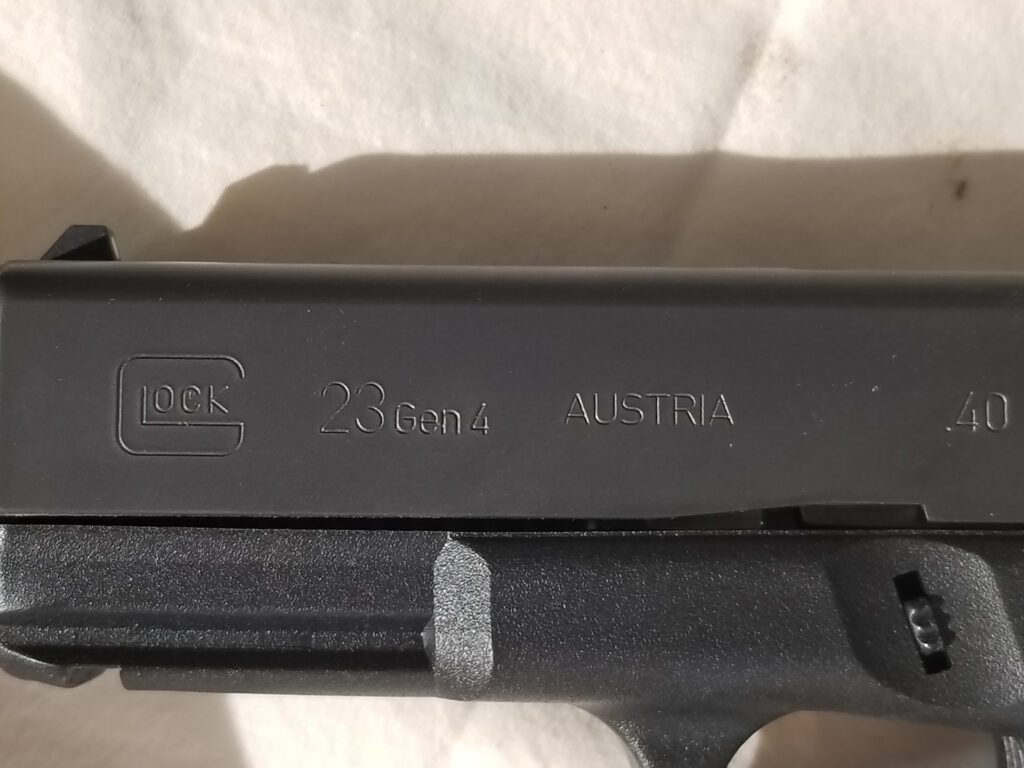 GLOCK 23 Gen 4 AUSTRIA .40